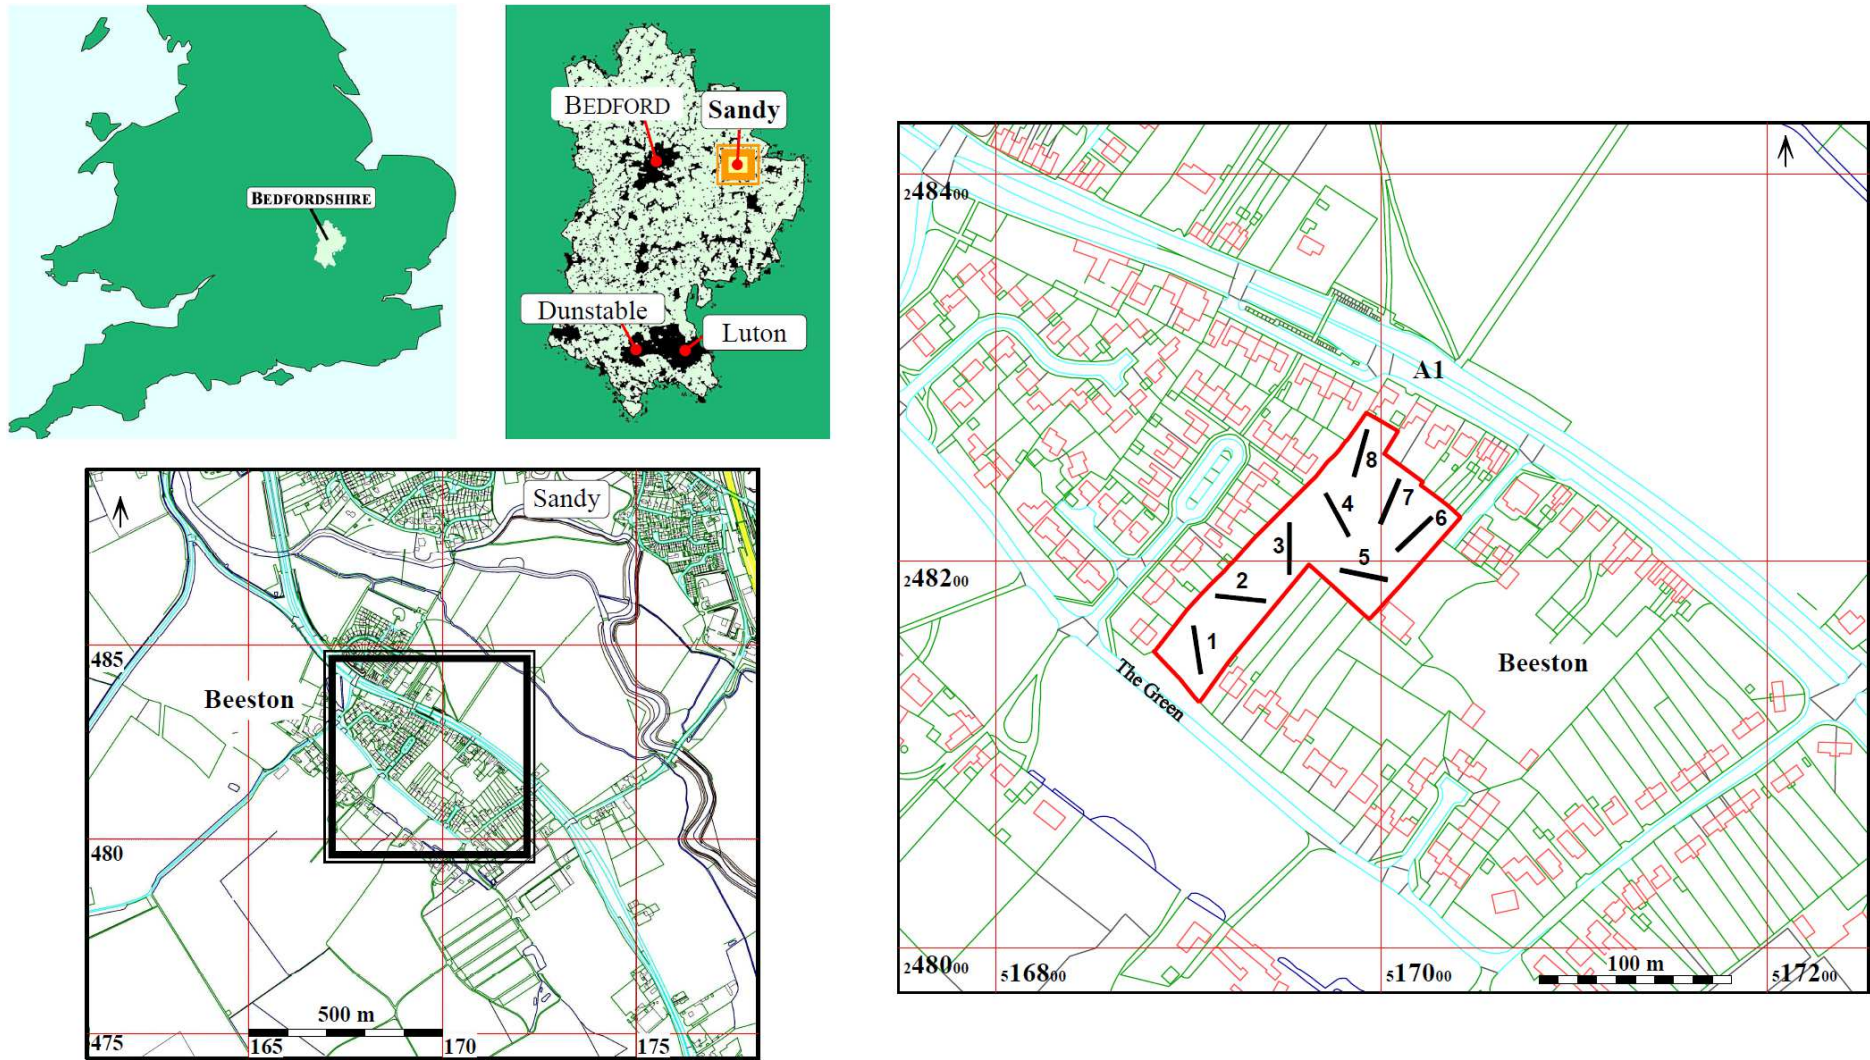 BEDFORDSHIRE
BEDFORD
Sandy
Dunstable
Luton
Sandy
485
Beeston
480
500 m
475
165
170
175
248400
A1
8
4
7
6
3
5
248200
2
1
The Green
Beeston
248000
516800
517000
100 m
517200